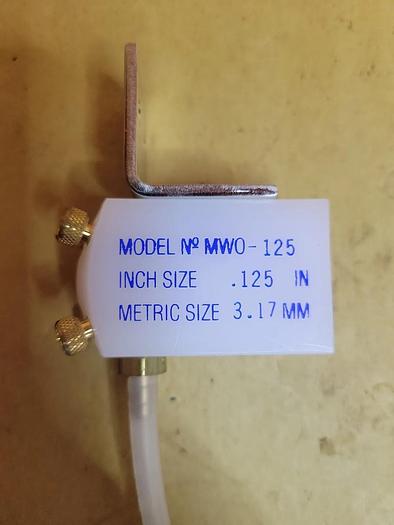 MODEL Nº MWO-125
INCH SIZE .125 IN
METRIC SIZE 3.17 MM